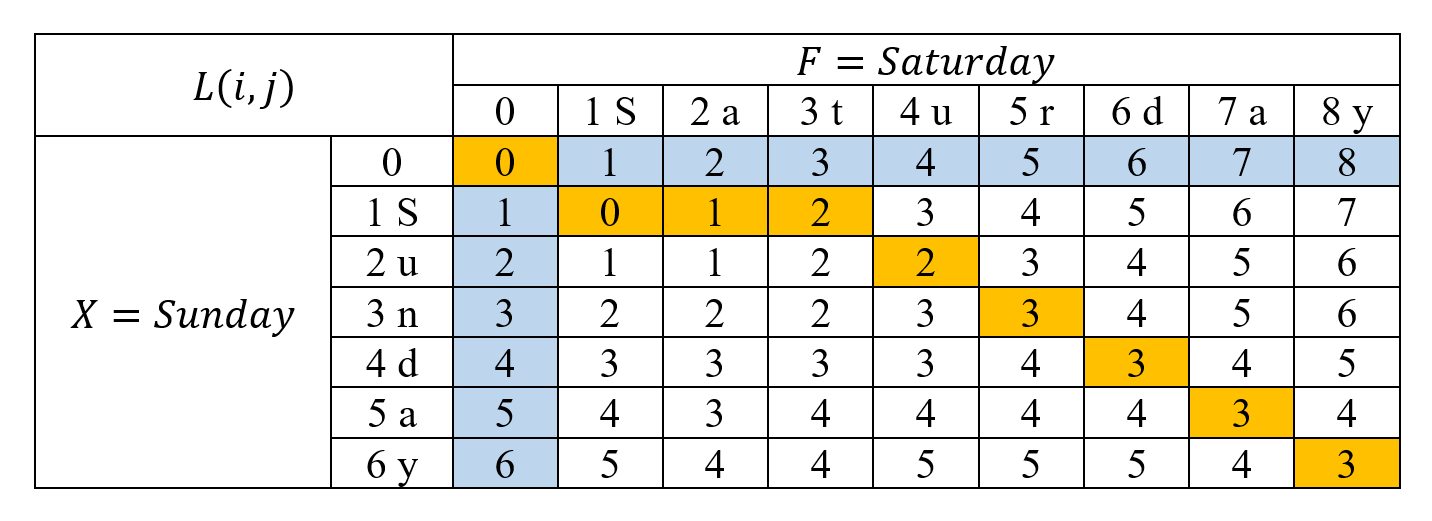 L(i,j) F = Saturday
0 1 S 2 a 3 t 4 u 5 r 6 d 7 a 8 y
X = Sunday
0 0 1 2 3 4 5 6 7 8
1 S 1 0 1 2 3 4 5 6 7
2 u 2 1 1 2 2 3 4 5 6
3 n 3 2 2 2 3 3 4 5 6
4 d 4 3 3 3 3 4 3 4 5
5 a 5 4 3 4 4 4 4 3 4
6 y 6 5 4 4 5 5 5 4 3